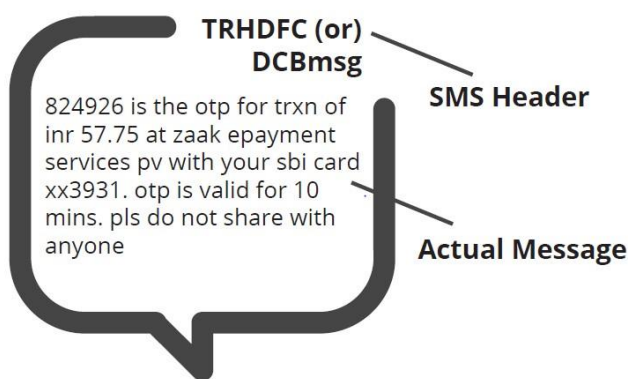 TRHDFC (or)
DCBmsg
SMS Header
824926 is the otp for trxn of
inr 57.75 at zaak epayment
services pv with your sbi card
xx3931. otp is valid for 10
mins. pls do not share with
anyone
Actual Message